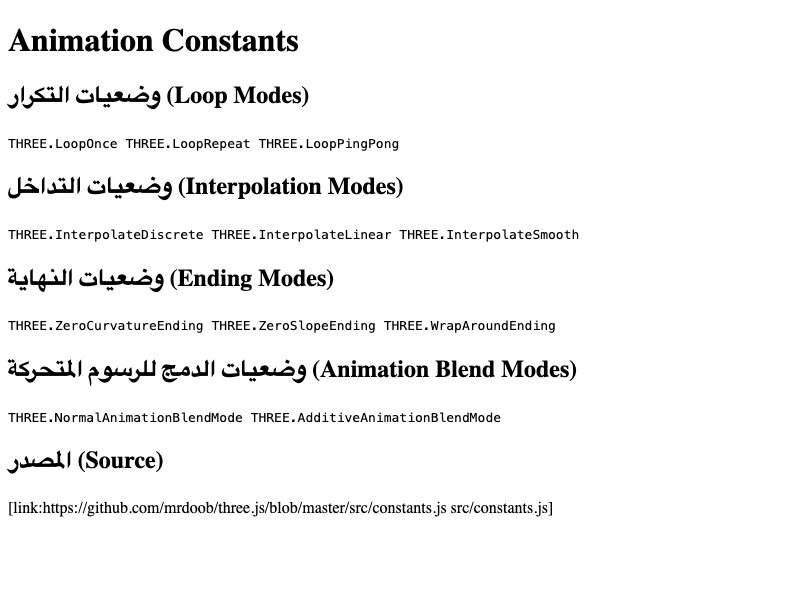 Animation Constants
وضعيات التكرار (Loop Modes)
THREE.LoopOnce THREE.LoopRepeat THREE.LoopPingPong
وضعيات التداخل (Interpolation Modes)
THREE.InterpolateDiscrete THREE.InterpolateLinear THREE.InterpolateSmooth
وضعيات النهاية (Ending Modes)
THREE.ZeroCurvatureEnding THREE.ZeroSlopeEnding THREE.WrapAroundEnding
وضعيات الدمج للرسوم المتحركة (Animation Blend Modes)
THREE.NormalAnimationBlendMode THREE.AdditiveAnimationBlendMode
المصدر (Source)
[link:https://github.com/mrdoob/three.js/blob/master/src/constants.js src/constants.js]